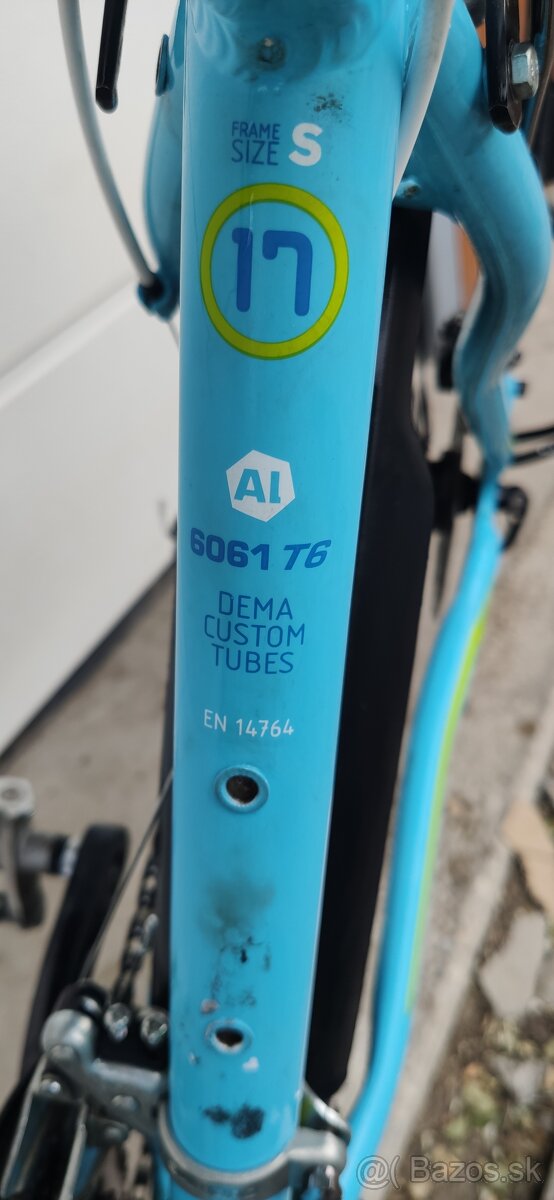 FRAME
SIZE S
17
AL
6061 T6
DEMA
CUSTOM
TUBES
EN 14764
@ Bazos.sk